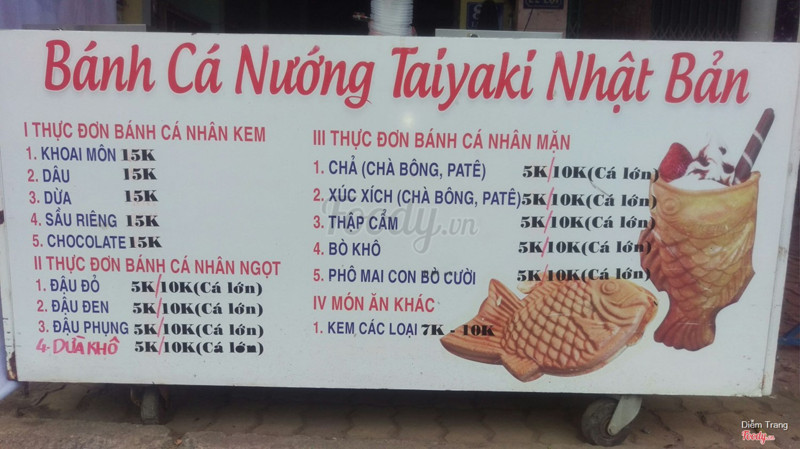 Bánh Cá Nướng Taiyaki Nhật Bản
I THỰC ĐƠN BÁNH CÁ NHÂN KEM
1. KHOAI MÔN 15K
2. DÂU 15K
3. DỪA 15K
4. SẦU RIÊNG 15K
5. CHOCOLATE 15K
II THỰC ĐƠN BÁNH CÁ NHÂN NGỌT
1. ĐẬU ĐỎ 5K/10K(Cá lớn)
2. ĐẬU ĐEN 5K/10K(Cá lớn)
3. ĐẬU PHỤNG 5K/10K(Cá lớn)
4- DỪA KHÔ 5K/10K(Cá lớn)
III THỰC ĐƠN BÁNH CÁ NHÂN MẶN
1. CHẢ (CHÀ BÔNG, PATÊ) 5K/10K(Cá lớn)
2. XÚC XÍCH (CHÀ BÔNG, PATÊ) 5K/10K(Cá lớn)
3. THẬP CẨM 5K/10K(Cá lớn)
4. BÒ KHÔ 5K/10K(Cá lớn)
5. PHÔ MAI CON BÒ CƯỜI 5K/10K(Cá lớn)
IV MÓN ĂN KHÁC
1. KEM CÁC LOẠI 7K - 10K
Foody.vn
Diễm Trang
Foody.vn